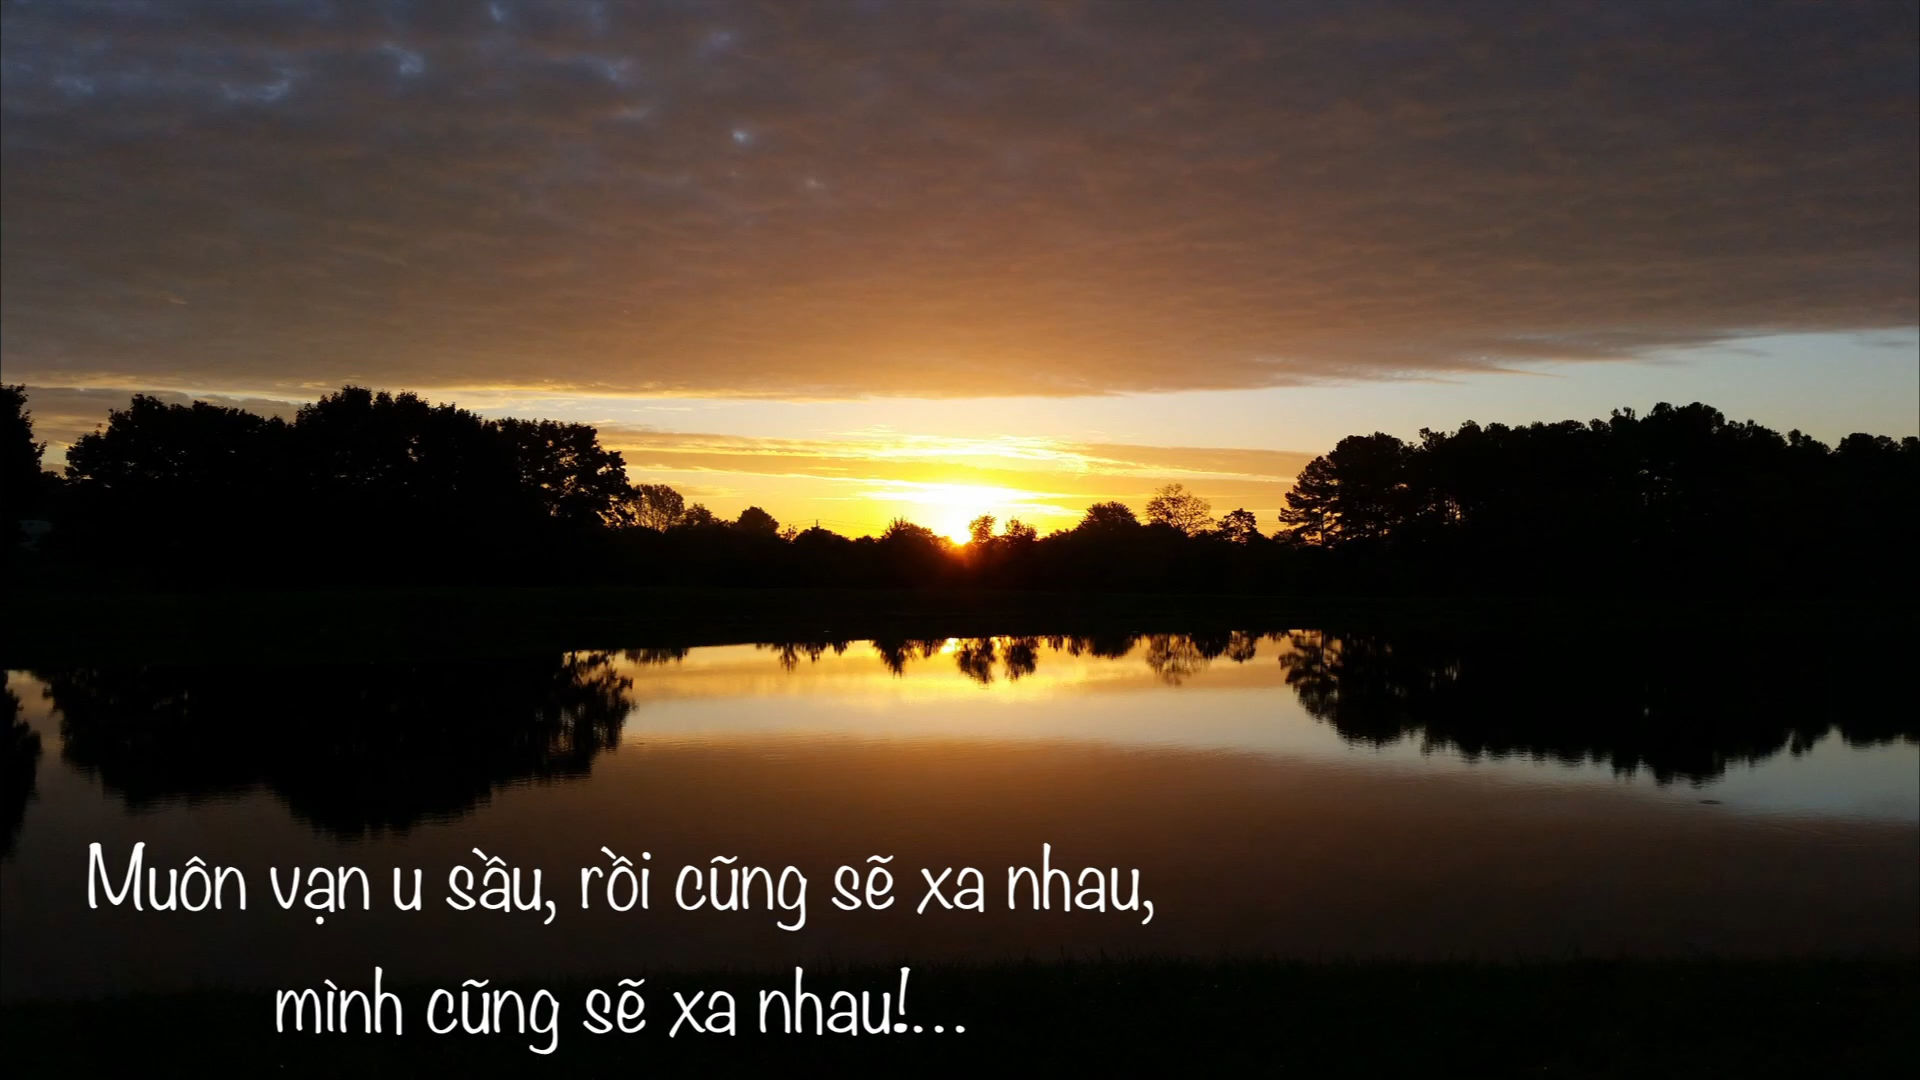 Muôn vạn u sầu, rồi cũng sẽ xa nhau,
mình cũng sẽ xa nhau!...